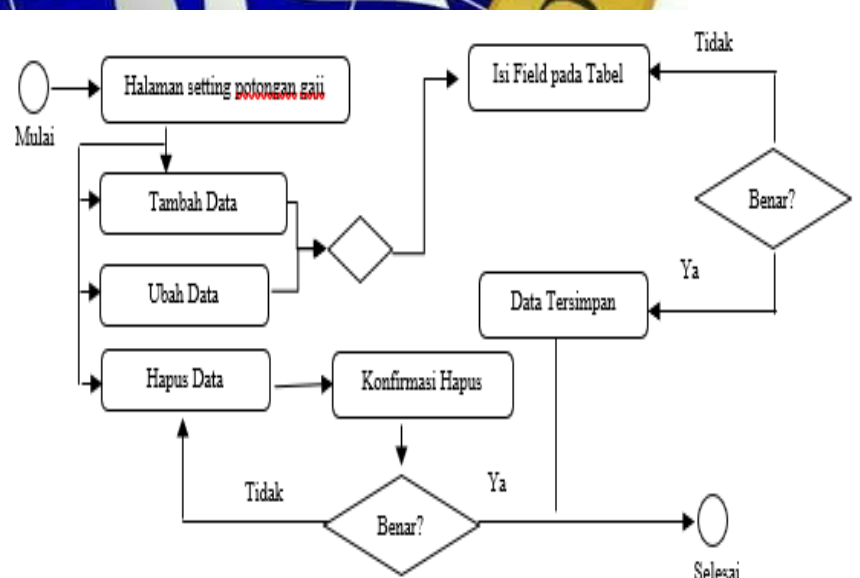 Mulai
Halaman setting potongan gaji
Tambah Data
Ubah Data
Hapus Data
Konfirmasi Hapus
Isi Field pada Tabel
Tidak
Benar?
Ya
Data Tersimpan
Tidak
Benar?
Ya
Selesai